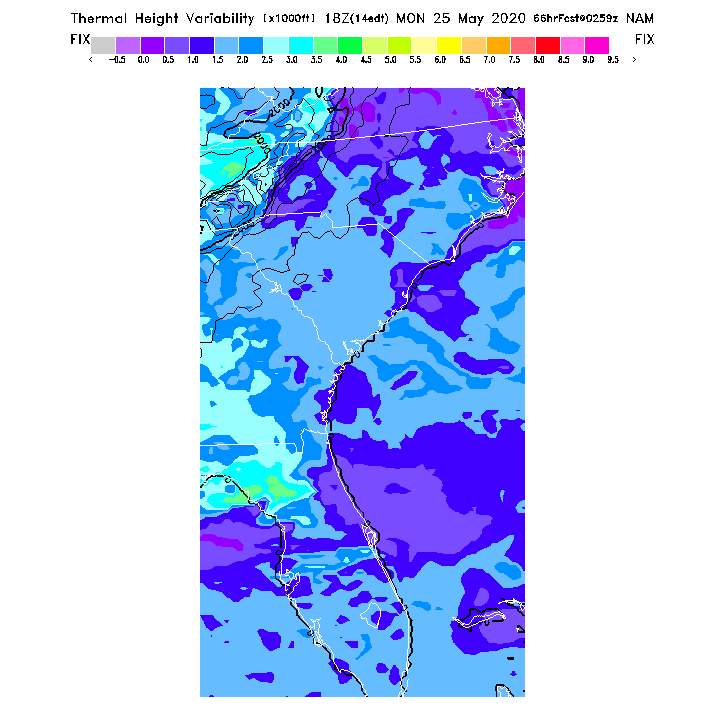 Thermal Height Variability [x1000ft] 18Z(14edt) MON 25 May 2020 66hrFcst@0259z NAM
FIX FIX
< -0.5 0.0 0.5 1.0 1.5 2.0 2.5 3.0 3.5 4.0 4.5 5.0 5.5 6.0 6.5 7.0 7.5 8.0 8.5 9.0 9.5 >
2000
2000